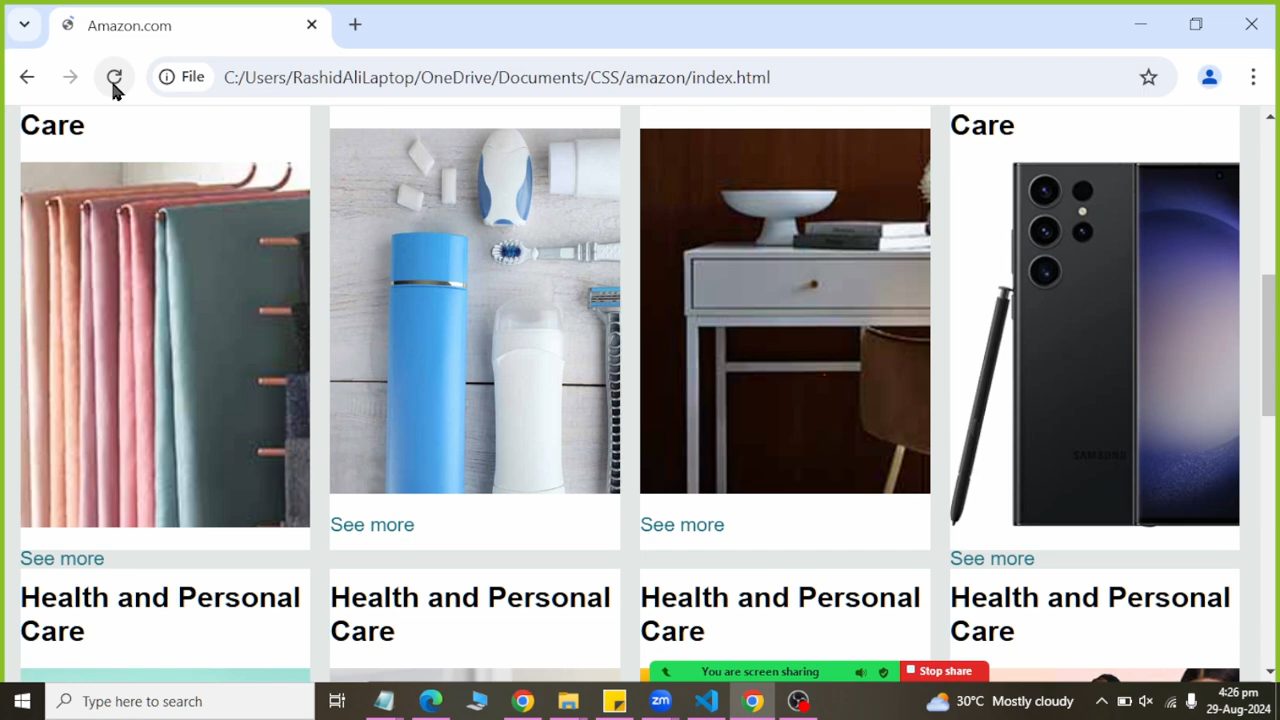 Amazon.com
File
C:/Users/RashidAliLaptop/OneDrive/Documents/CSS/amazon/index.html
Care
Care
SAMSUNG
See more
See more
See more
See more
Health and Personal
Care
Health and Personal
Care
Health and Personal
Care
Health and Personal
Care
You are screen sharing
Stop share
Type here to search
zm
30°C Mostly cloudy
4:26 pm
29-Aug-2024